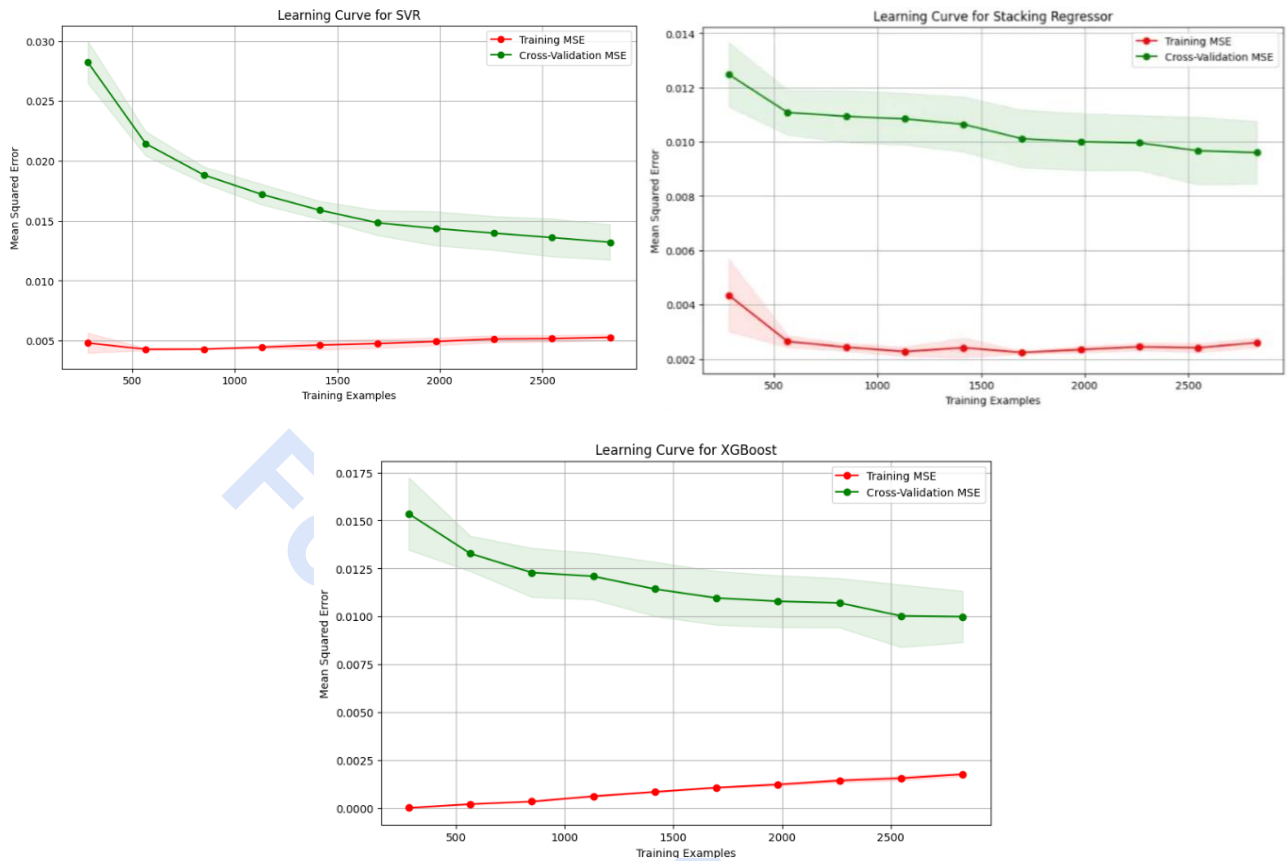 Learning Curve for SVR
Training MSE
Cross-Validation MSE
0.030
0.025
0.020
0.015
0.010
0.005
Mean Squared Error
500
1000
1500
2000
2500
Training Examples
Learning Curve for Stacking Regressor
Training MSE
Cross-Validation MSE
0.014
0.012
0.010
0.008
0.006
0.004
0.002
Mean Squared Error
500
1000
1500
2000
2500
Training Examples
Learning Curve for XGBoost
Training MSE
Cross-Validation MSE
0.0175
0.0150
0.0125
0.0100
0.0075
0.0050
0.0025
0.0000
Mean Squared Error
500
1000
1500
2000
2500
Training Examples